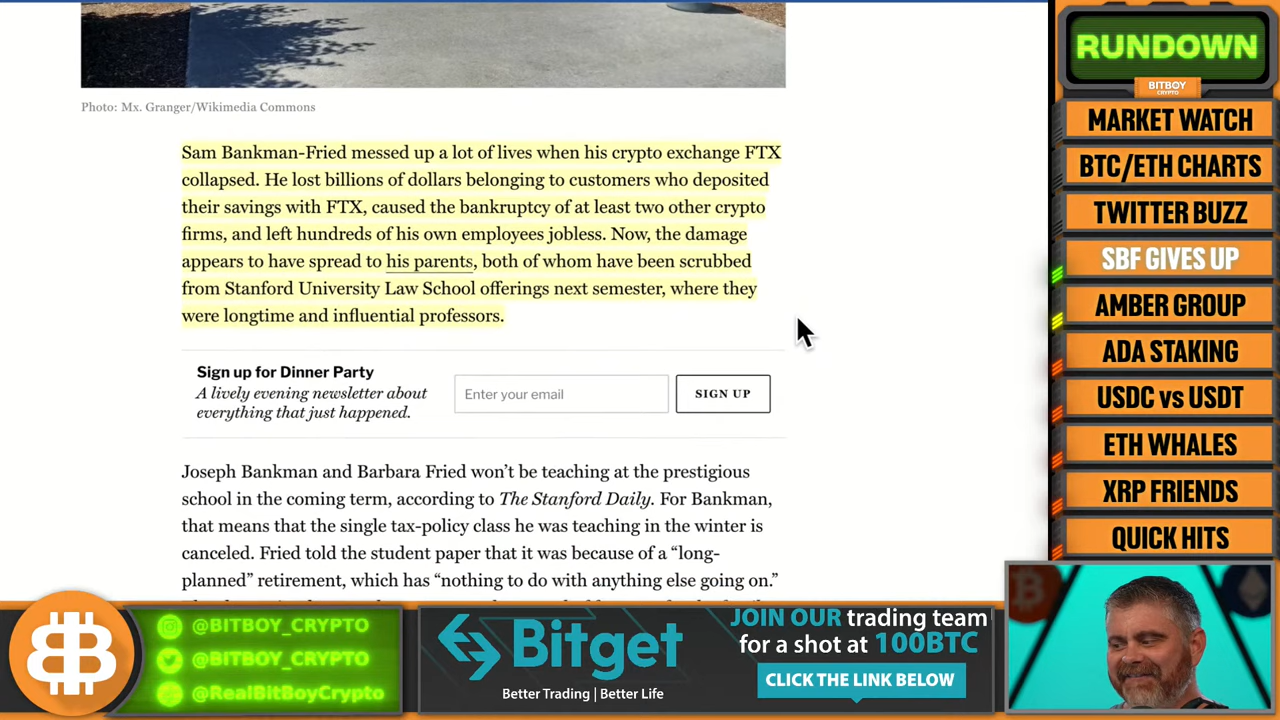 Photo: Mx. Granger/Wikimedia Commons
Sam Bankman-Fried messed up a lot of lives when his crypto exchange FTX
collapsed. He lost billions of dollars belonging to customers who deposited
their savings with FTX, caused the bankruptcy of at least two other crypto
firms, and left hundreds of his own employees jobless. Now, the damage
appears to have spread to his parents, both of whom have been scrubbed
from Stanford University Law School offerings next semester, where they
were longtime and influential professors.
Sign up for Dinner Party
A lively evening newsletter about
everything that just happened.
Enter your email
SIGN UP
Joseph Bankman and Barbara Fried won’t be teaching at the prestigious
school in the coming term, according to The Stanford Daily. For Bankman,
that means that the single tax-policy class he was teaching in the winter is
canceled. Fried told the student paper that it was because of a “long-
planned” retirement, which has “nothing to do with anything else going on.”
RUNDOWN
BITBOY
CRYPTO
MARKET WATCH
BTC/ETH CHARTS
TWITTER BUZZ
SBF GIVES UP
AMBER GROUP
ADA STAKING
USDC vs USDT
ETH WHALES
XRP FRIENDS
QUICK HITS
@BITBOY_CRYPTO
@BITBOY_CRYPTO
@RealBitBoyCrypto
Bitget
Better Trading | Better Life
JOIN OUR trading team
for a shot at 100BTC
CLICK THE LINK BELOW